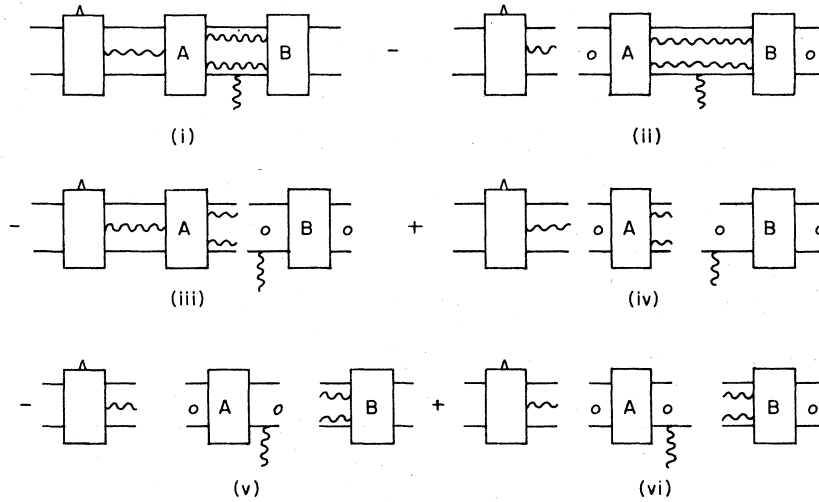 A B − o A B o
(i) (ii)
− A o B o + o A o B o
(iii) (iv)
− o A o B + o A o B o
(v) (vi)